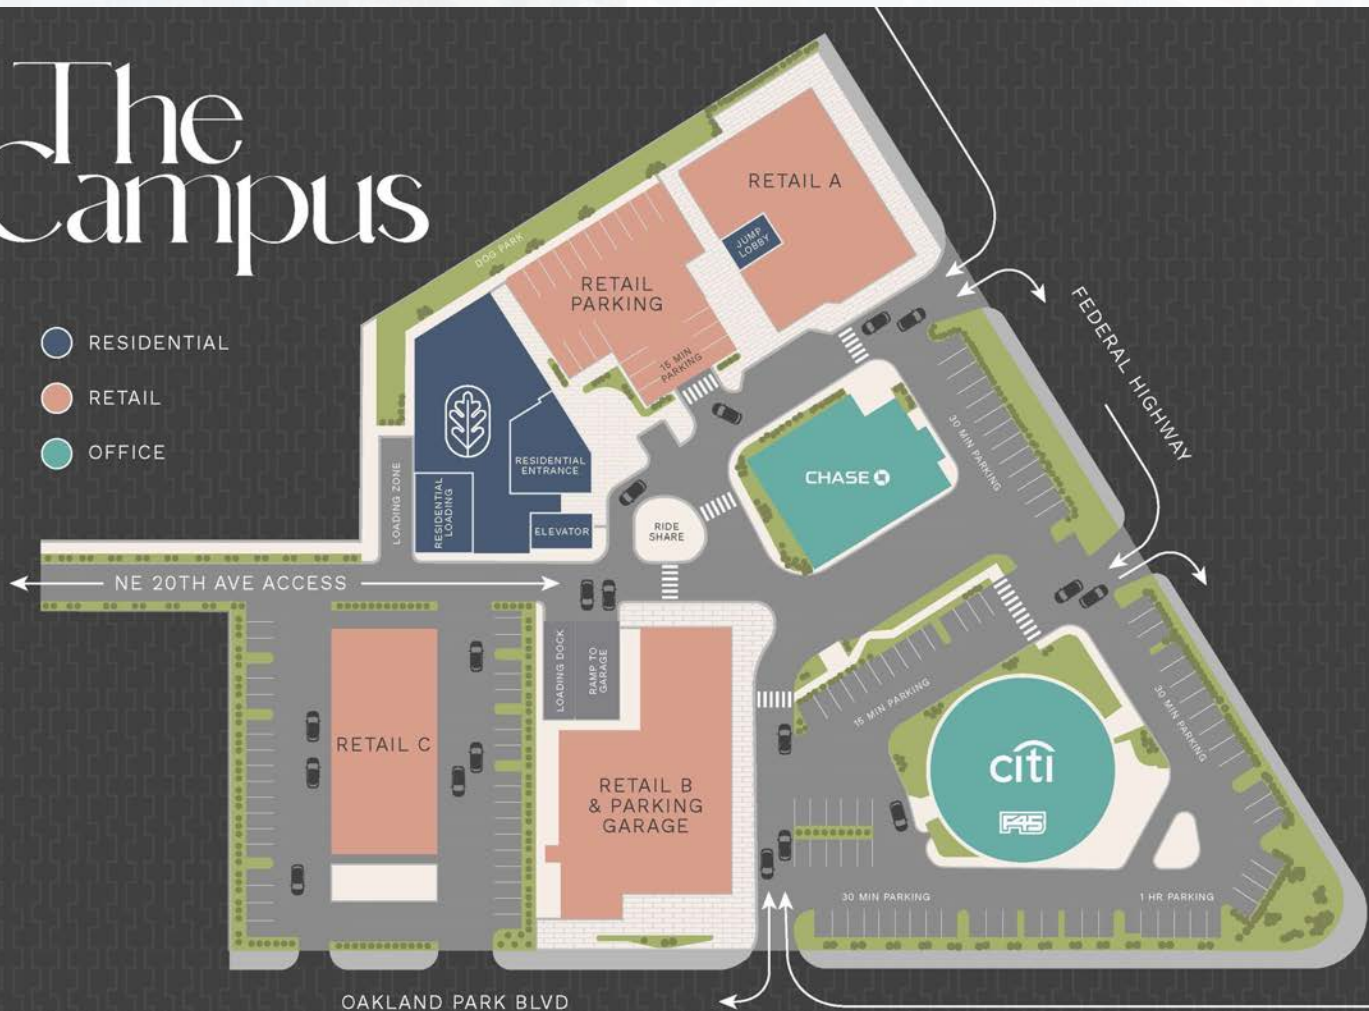 The
Campus
RESIDENTIAL
RETAIL
OFFICE
RETAIL A
JUMP
LOBBY
DOG PARK
RETAIL
PARKING
15 MIN
PARKING
FEDERAL HIGHWAY
30 MIN PARKING
CHASE
RESIDENTIAL
ENTRANCE
RESIDENTIAL
LOADING
LOADING ZONE
ELEVATOR
RIDE
SHARE
NE 20TH AVE ACCESS
LOADING DOCK
RAMP TO
GARAGE
RETAIL C
RETAIL B
& PARKING
GARAGE
15 MIN PARKING
30 MIN PARKING
citi
F45
30 MIN PARKING
1 HR PARKING
OAKLAND PARK BLVD